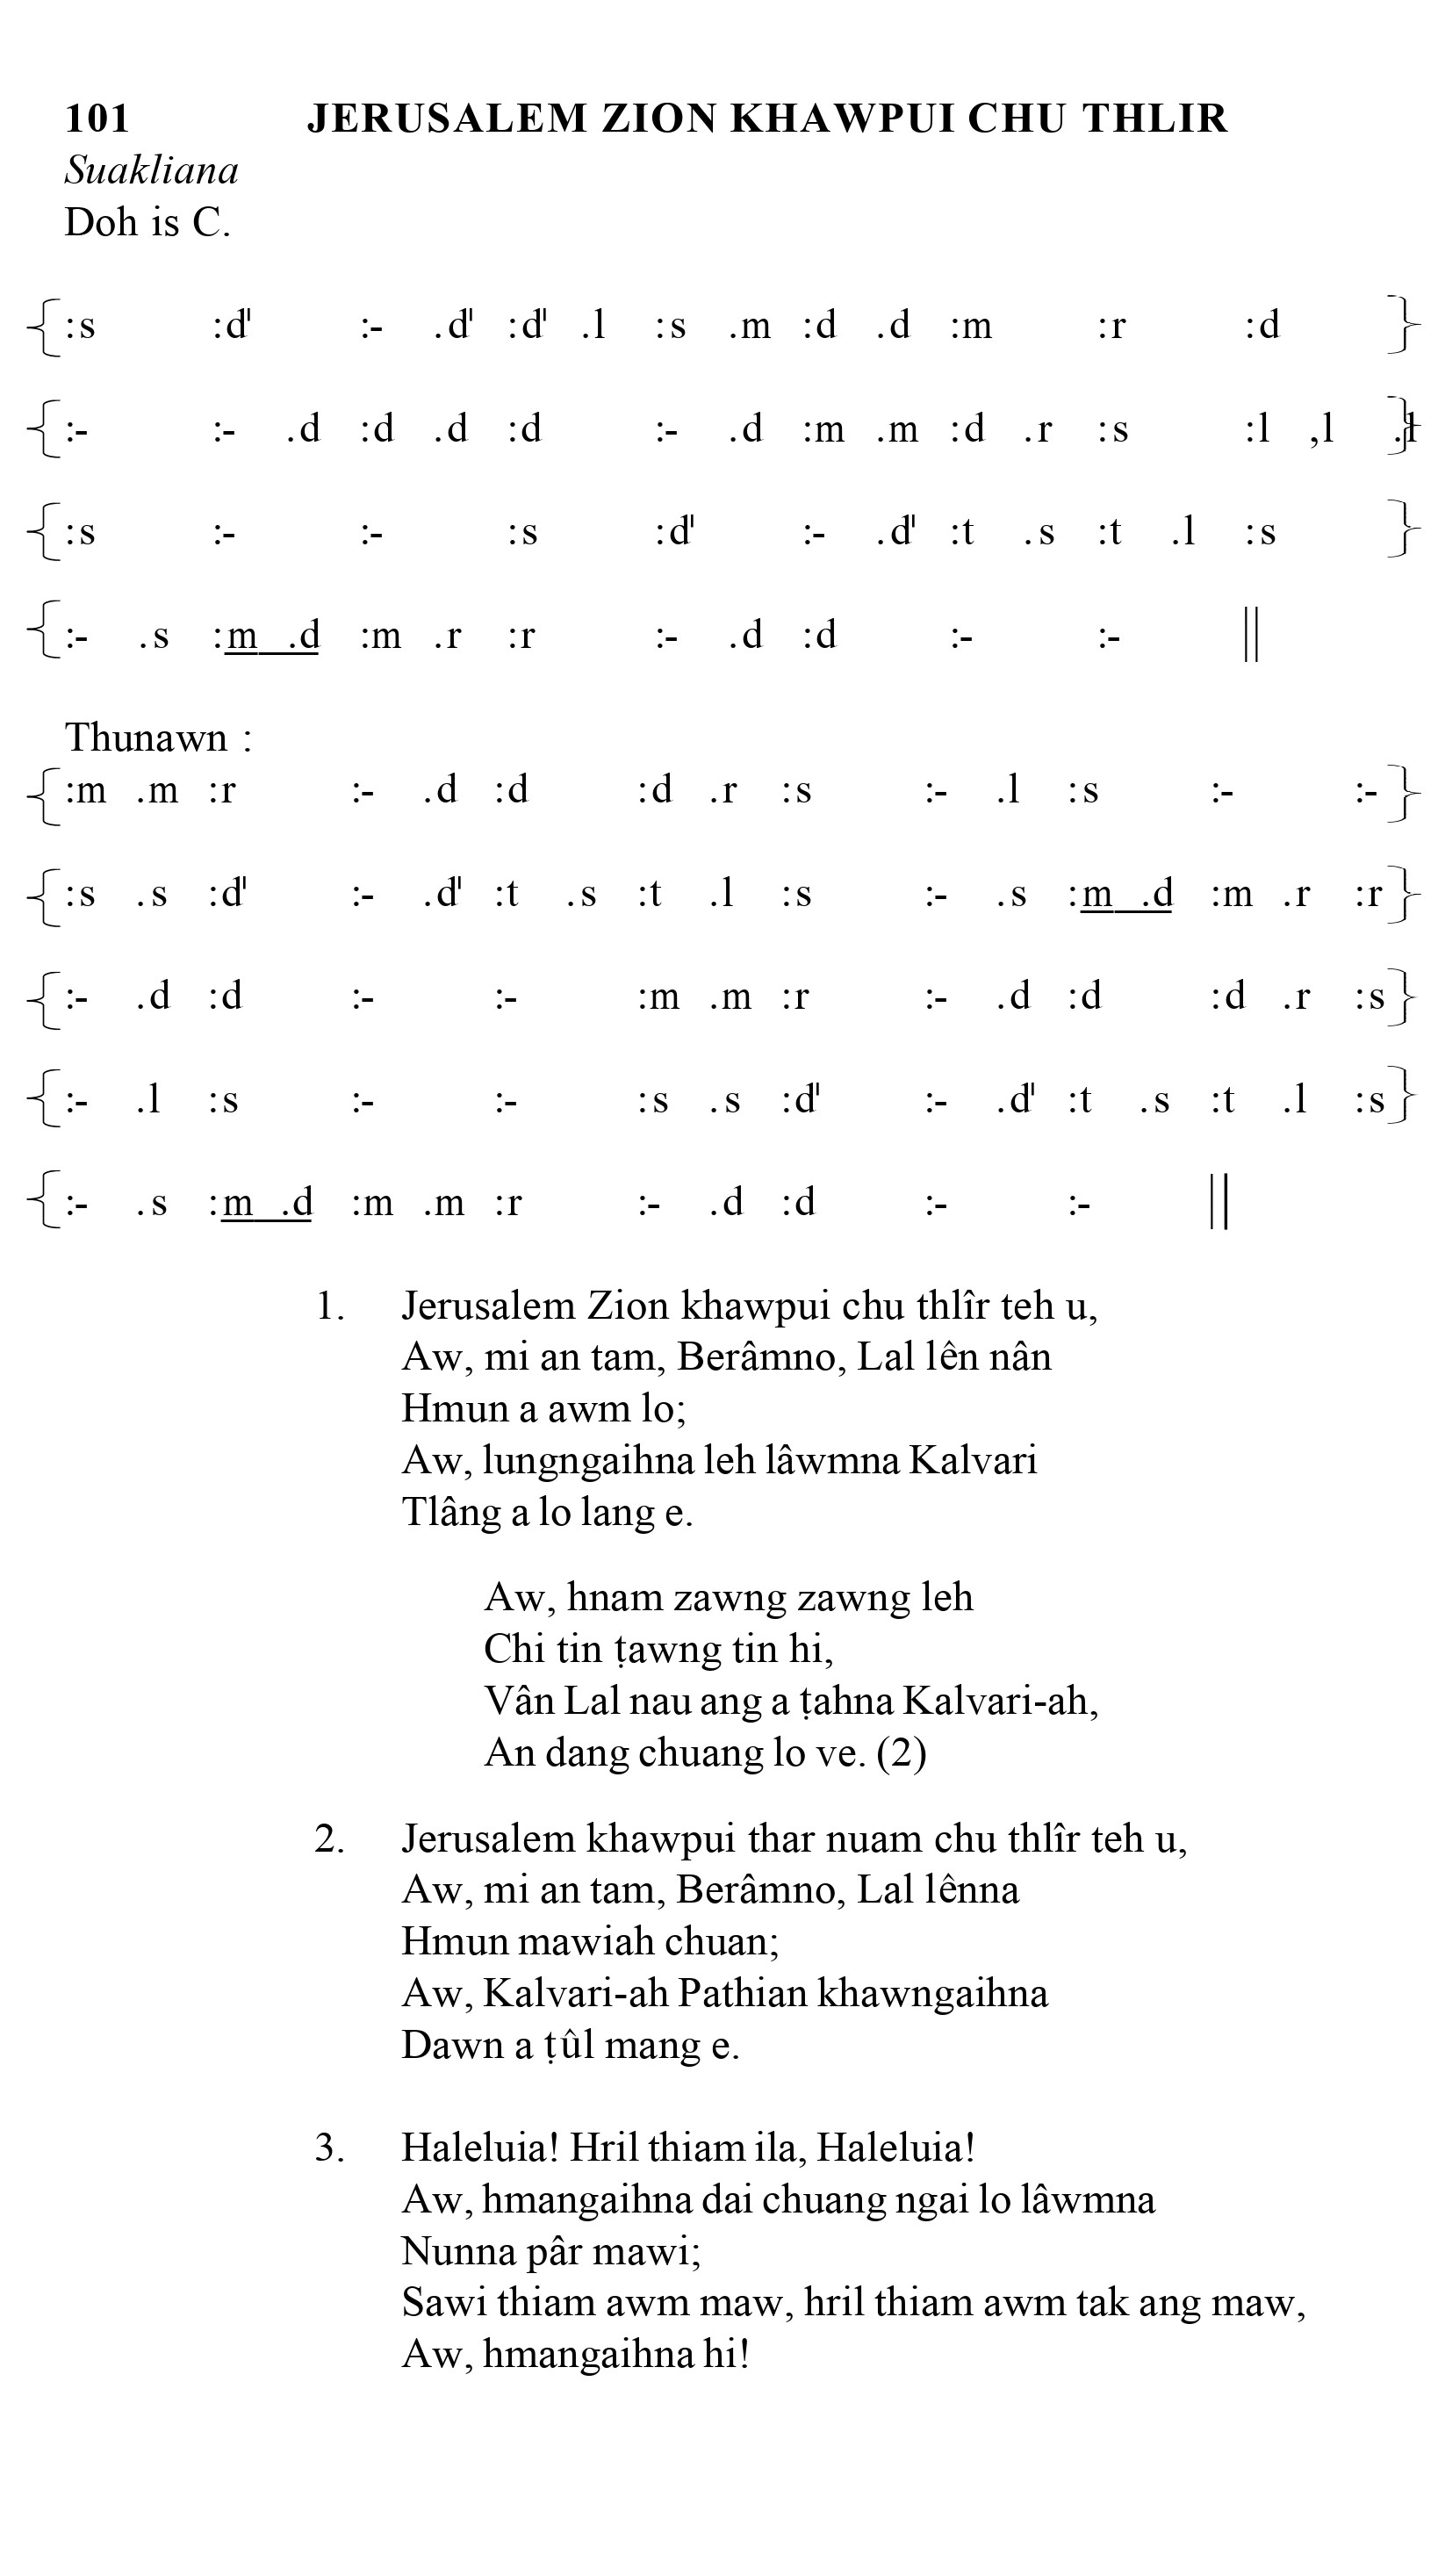 101 JERUSALEM ZION KHAWPUI CHU THLIR
Suakliana
Doh is C.
{:s :d' :- .d' :d' .l :s .m :d .d :m :r :d }
{:- :- .d :d .d :d :- .d :m .m :d .r :s :l ,l .l}
{:s :- :- :s :d' :- .d' :t .s :t .l :s }
{:- .s :m .d :m .r :r :- .d :d :- :- ||
Thunawn :
{:m .m :r :- .d :d :d .r :s :- .l :s :- :-}
{:s .s :d' :- .d' :t .s :t .l :s :- .s :m .d :m .r :r}
{:- .d :d :- :- :m .m :r :- .d :d :d .r :s}
{:- .l :s :- :- :s .s :d' :- .d' :t .s :t .l :s}
{:- .s :m .d :m .m :r :- .d :d :- :- ||
1. Jerusalem Zion khawpui chu thlîr teh u,
Aw, mi an tam, Berâmno, Lal lên nân
Hmun a awm lo;
Aw, lungngaihna leh lâwmna Kalvari
Tlâng a lo lang e.
Aw, hnam zawng zawng leh
Chi tin ṭawng tin hi,
Vân Lal nau ang a ṭahna Kalvari-ah,
An dang chuang lo ve. (2)
2. Jerusalem khawpui thar nuam chu thlîr teh u,
Aw, mi an tam, Berâmno, Lal lênna
Hmun mawiah chuan;
Aw, Kalvari-ah Pathian khawngaihna
Dawn a ṭûl mang e.
3. Haleluia! Hril thiam ila, Haleluia!
Aw, hmangaihna dai chuang ngai lo lâwmna
Nunna pâr mawi;
Sawi thiam awm maw, hril thiam awm tak ang maw,
Aw, hmangaihna hi!